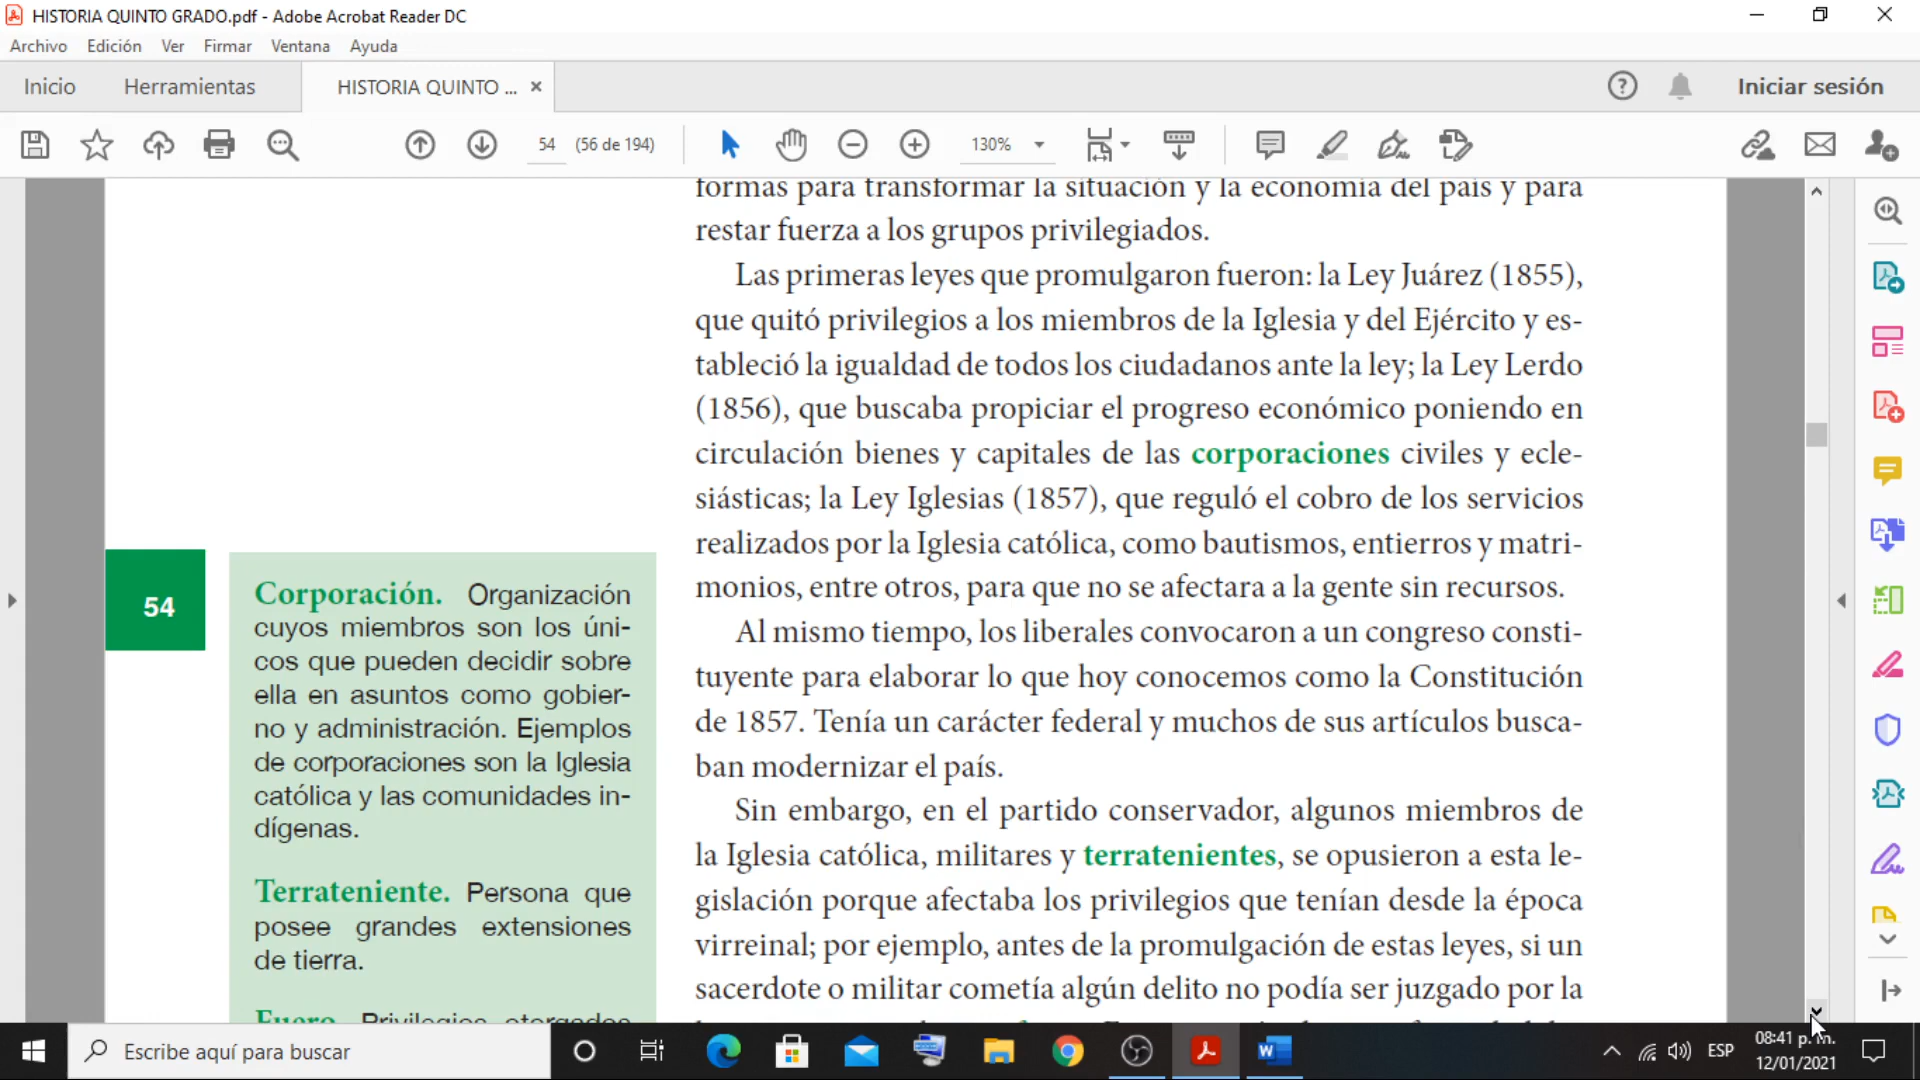 HISTORIA QUINTO GRADO.pdf - Adobe Acrobat Reader DC
Archivo Edición Ver Firmar Ventana Ayuda
Inicio Herramientas HISTORIA QUINTO ... × Iniciar sesión
54 (56 de 194) 130%
formas para transformar la situación y la economía del país y para
restar fuerza a los grupos privilegiados.
Las primeras leyes que promulgaron fueron: la Ley Juárez (1855),
que quitó privilegios a los miembros de la Iglesia y del Ejército y es-
tableció la igualdad de todos los ciudadanos ante la ley; la Ley Lerdo
(1856), que buscaba propiciar el progreso económico poniendo en
circulación bienes y capitales de las corporaciones civiles y ecle-
siásticas; la Ley Iglesias (1857), que reguló el cobro de los servicios
realizados por la Iglesia católica, como bautismos, entierros y matri-
monios, entre otros, para que no se afectara a la gente sin recursos.
Al mismo tiempo, los liberales convocaron a un congreso consti-
tuyente para elaborar lo que hoy conocemos como la Constitución
de 1857. Tenía un carácter federal y muchos de sus artículos busca-
ban modernizar el país.
Sin embargo, en el partido conservador, algunos miembros de
la Iglesia católica, militares y terratenientes, se opusieron a esta le-
gislación porque afectaba los privilegios que tenían desde la época
virreinal; por ejemplo, antes de la promulgación de estas leyes, si un
sacerdote o militar cometía algún delito no podía ser juzgado por la
54
Corporación. Organización
cuyos miembros son los úni-
cos que pueden decidir sobre
ella en asuntos como gobier-
no y administración. Ejemplos
de corporaciones son la Iglesia
católica y las comunidades in-
dígenas.
Terrateniente. Persona que
posee grandes extensiones
de tierra.
Fuero. Privilegios otorgados
Escribe aquí para buscar
ESP
08:41 p. m.
12/01/2021